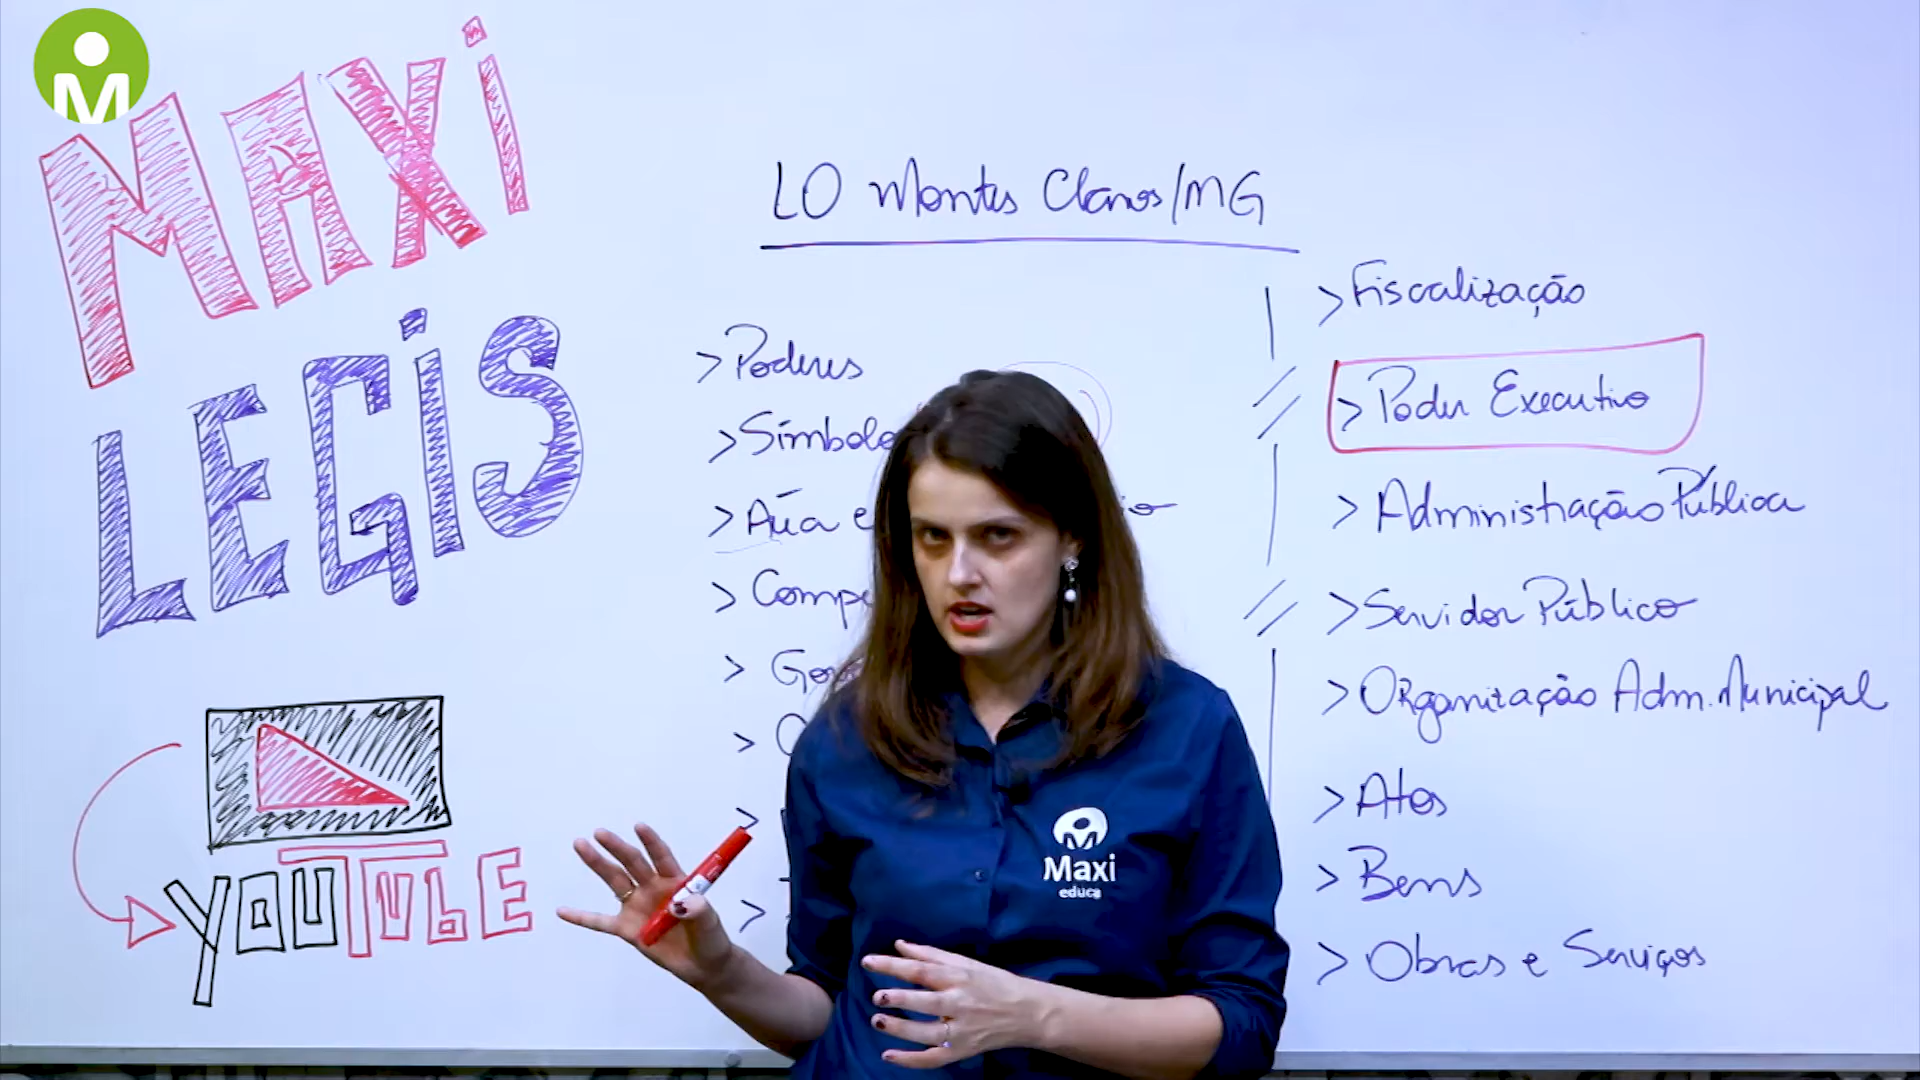 MAXI
LEGIS
YOUTUBE
LO Montes Claros/MG
> Poderes
> Símbolo
> Área e
> Compe
>
>
>
>
> Fiscalização
> Poder Executivo
> Administração Pública
> Servidor Público
> Organização Adm. Municipal
> Atos
> Bens
> Obras e Serviços
Maxi
educa